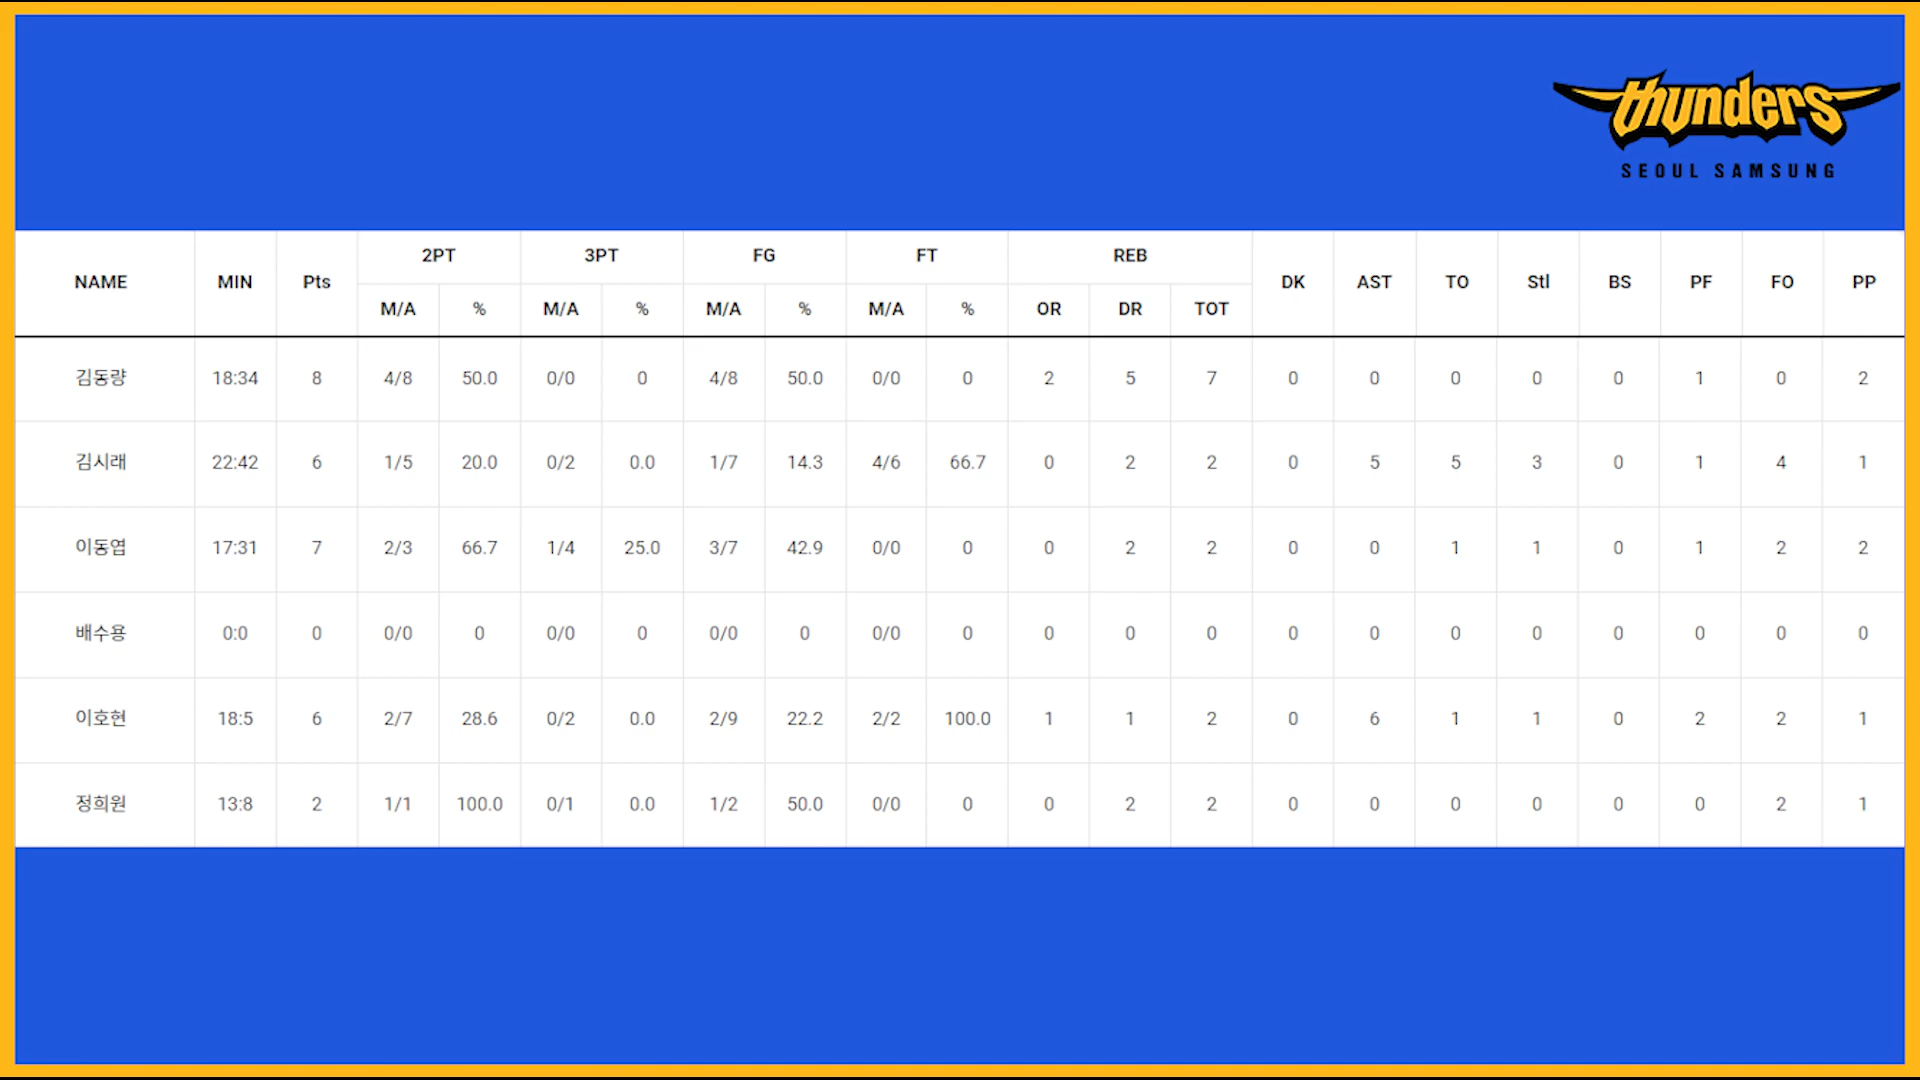 thunders
SEOUL SAMSUNG
NAME MIN Pts 2PT 3PT FG FT REB DK AST TO Stl BS PF FO PP
M/A % M/A % M/A % M/A % OR DR TOT
김동량 18:34 8 4/8 50.0 0/0 0 4/8 50.0 0/0 0 2 5 7 0 0 0 0 0 1 0 2
김시래 22:42 6 1/5 20.0 0/2 0.0 1/7 14.3 4/6 66.7 0 2 2 0 5 5 3 0 1 4 1
이동엽 17:31 7 2/3 66.7 1/4 25.0 3/7 42.9 0/0 0 0 2 2 0 0 1 1 0 1 2 2
배수용 0:0 0 0/0 0 0/0 0 0/0 0 0/0 0 0 0 0 0 0 0 0 0 0 0 0
이호현 18:5 6 2/7 28.6 0/2 0.0 2/9 22.2 2/2 100.0 1 1 2 0 6 1 1 0 2 2 1
정희원 13:8 2 1/1 100.0 0/1 0.0 1/2 50.0 0/0 0 0 2 2 0 0 0 0 0 0 2 1